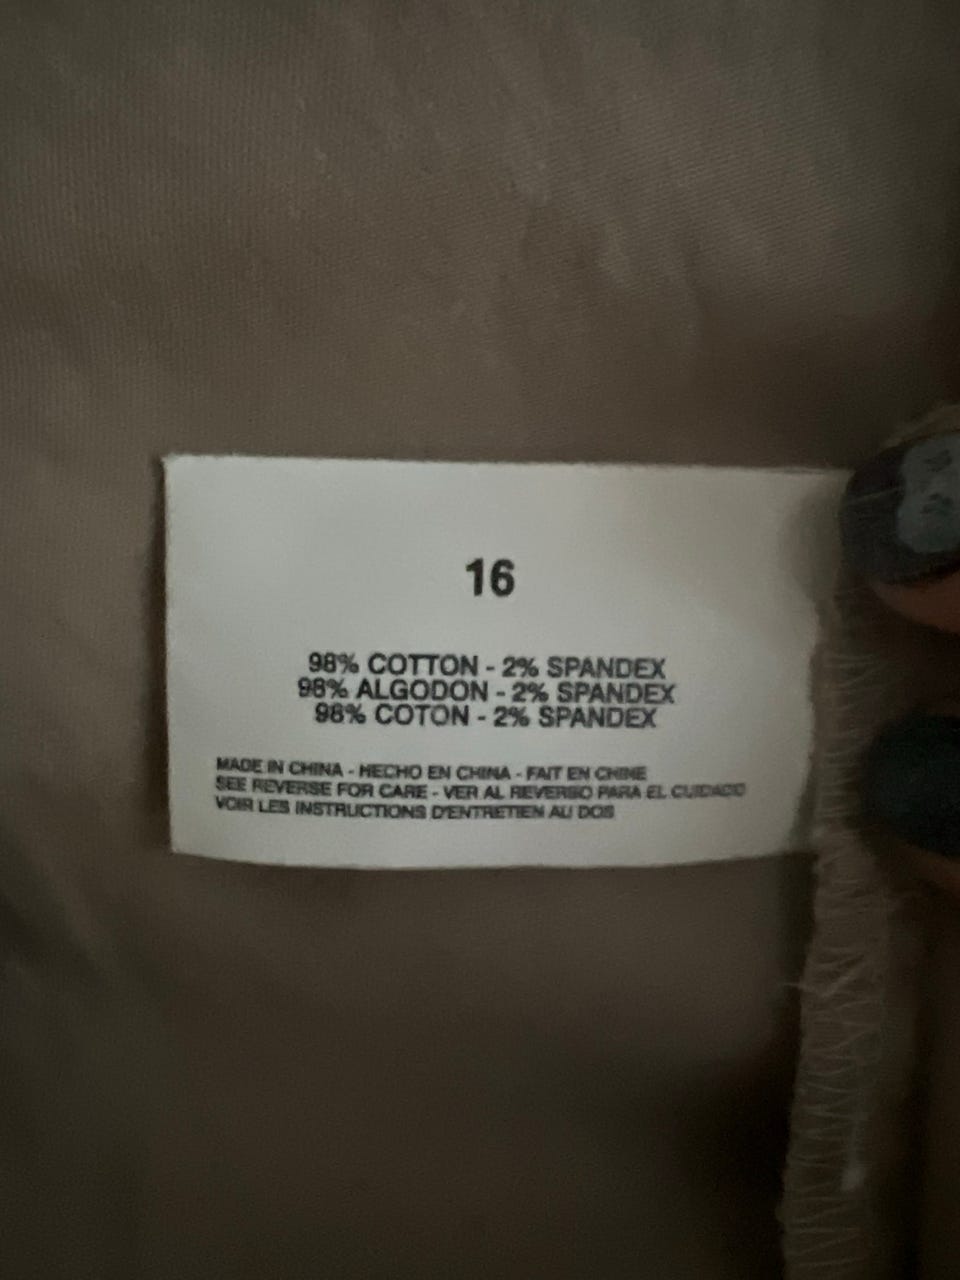 16
98% COTTON - 2% SPANDEX
98% ALGODON - 2% SPANDEX
98% COTON - 2% SPANDEX
MADE IN CHINA - HECHO EN CHINA - FAIT EN CHINE
SEE REVERSE FOR CARE - VER AL REVERSO PARA EL CUIDADO
VOIR LES INSTRUCTIONS D'ENTRETIEN AU DOS